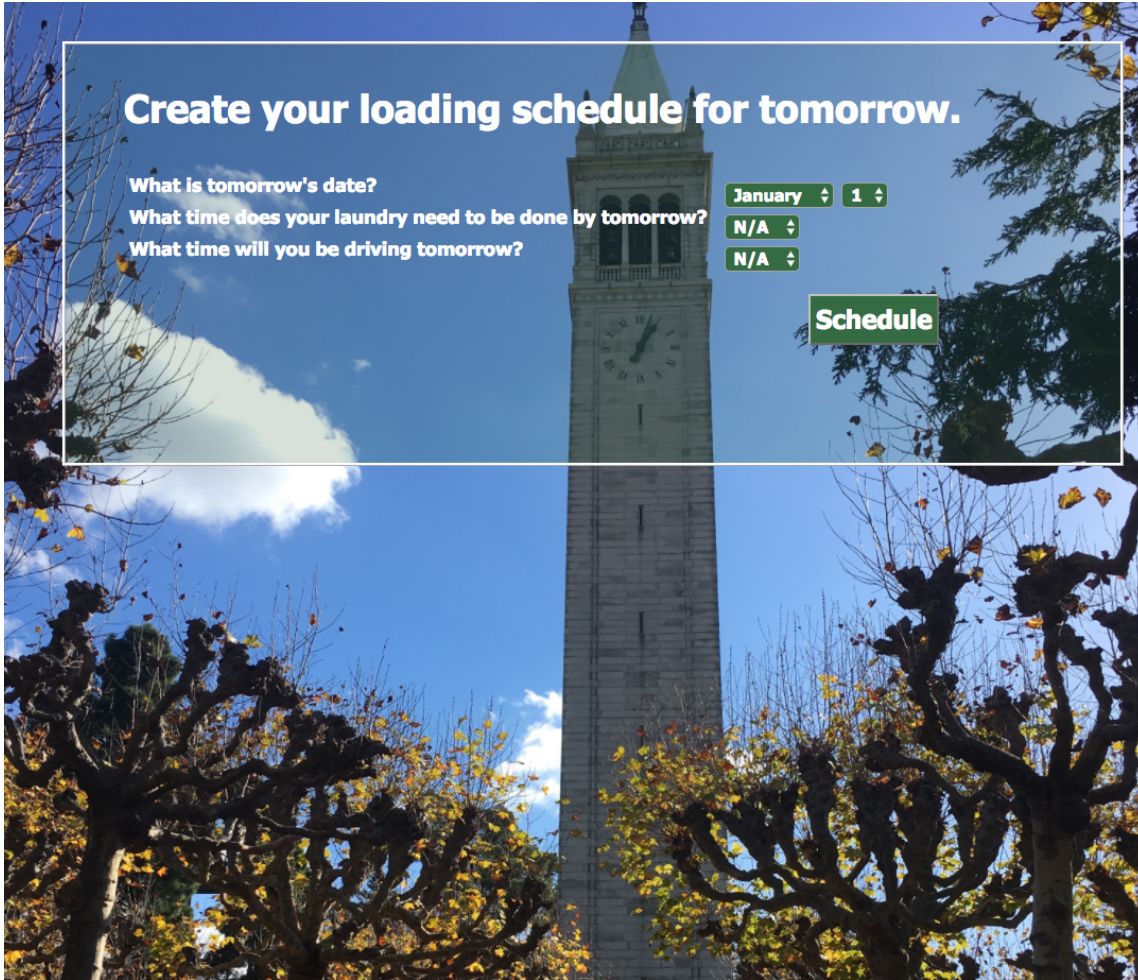 Create your loading schedule for tomorrow.
What is tomorrow's date? January 1
What time does your laundry need to be done by tomorrow? N/A
What time will you be driving tomorrow? N/A
Schedule